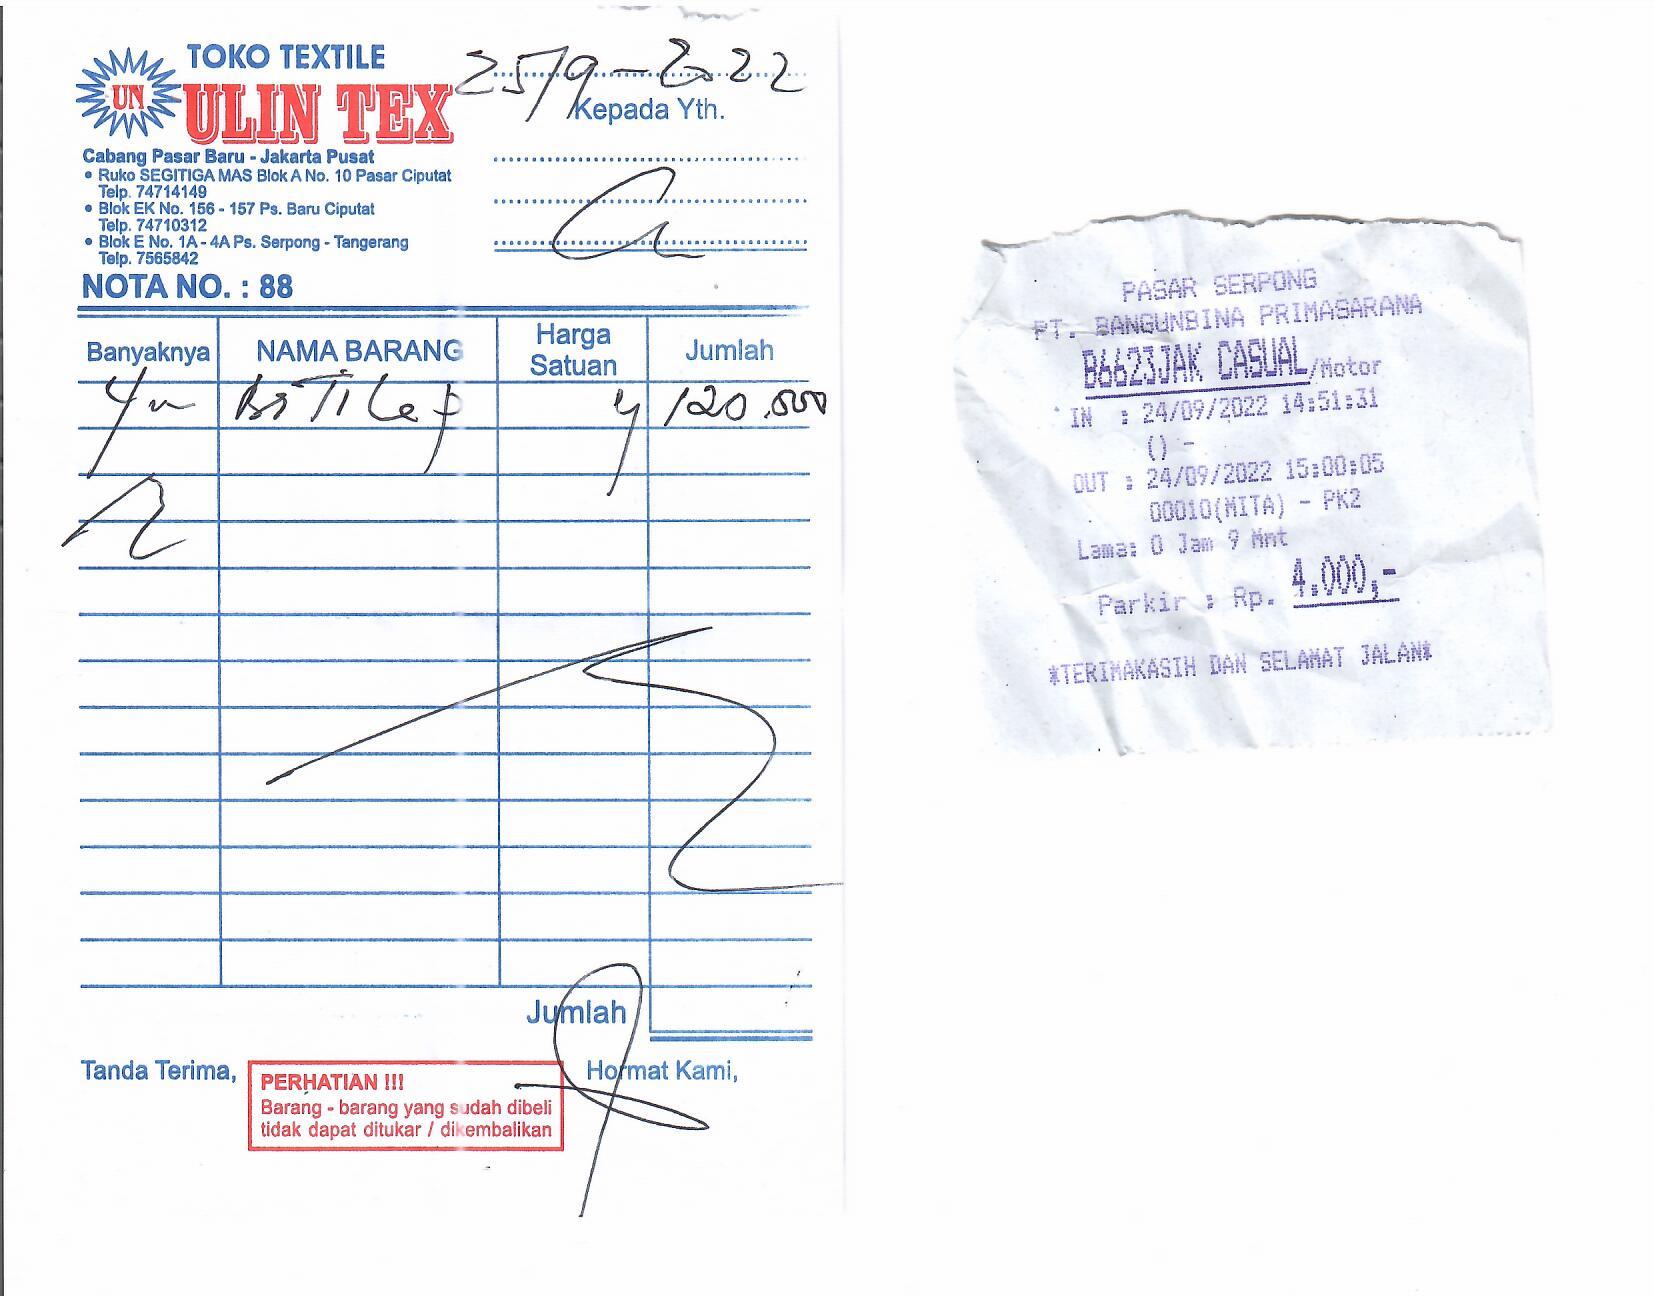 TOKO TEXTILE
UN
ULIN TEX
Cabang Pasar Baru - Jakarta Pusat
• Ruko SEGITIGA MAS Blok A No. 10 Pasar Ciputat
Telp. 74714149
• Blok EK No. 156 - 157 Ps. Baru Ciputat
Telp. 74710312
• Blok E No. 1A - 4A Ps. Serpong - Tangerang
Telp. 7565842
NOTA NO. : 88
25/9-2022
Kepada Yth.
Banyaknya NAMA BARANG Harga Satuan Jumlah
120.000
Jumlah
Tanda Terima,
PERHATIAN !!!
Barang - barang yang sudah dibeli
tidak dapat ditukar / dikembalikan
Hormat Kami,
PASAR SERPONG
PT. BANGUNBINA PRIMASARANA
B6623JAK CASUAL/Motor
IN : 24/09/2022 14:51:31
() -
OUT : 24/09/2022 15:00:05
00010(MITA) - PK2
Lama: 0 Jam 9 Mnt
Parkir : Rp. 4.000,-
*TERIMAKASIH DAN SELAMAT JALAN*